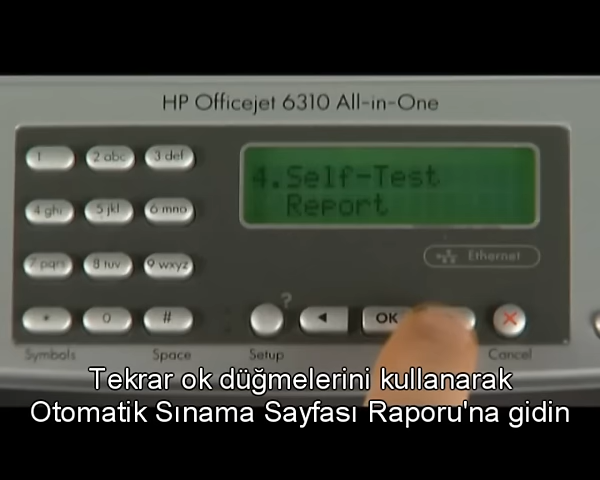 HP Officejet 6310 All-in-One
1
2 abc
3 def
4.Self-Test
Report
4 ghi
5 jkl
6 mno
Ethernet
7 pqrs
8 tuv
9 wxyz
?
*
0
#
OK
Symbols
Space
Setup
Cancel
Tekrar ok düğmelerini kullanarak
Otomatik Sınama Sayfası Raporu'na gidin